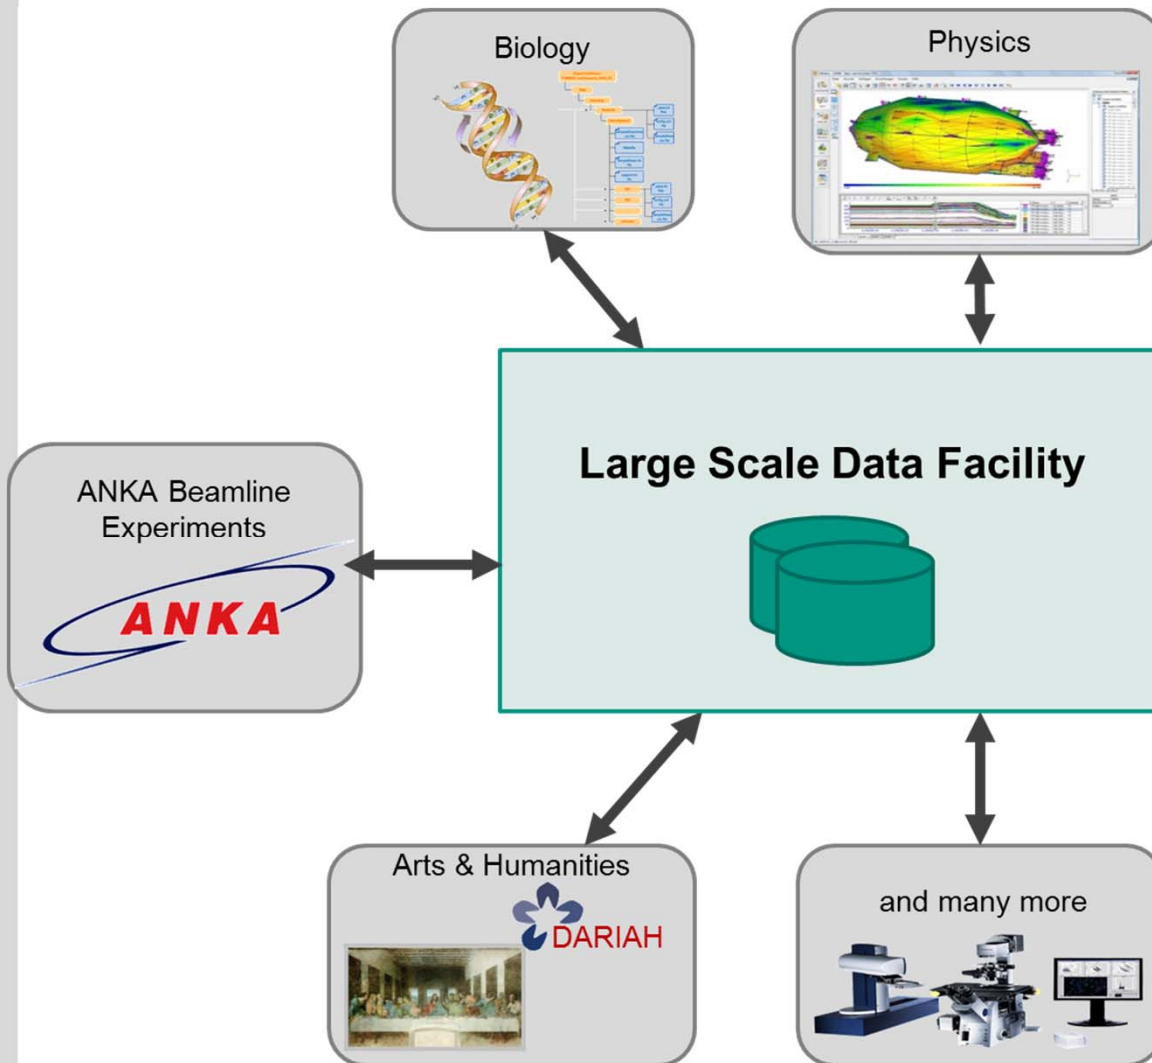 Biology
Physics
Large Scale Data Facility
ANKA Beamline
Experiments
ANKA
Arts & Humanities
DARIAH
and many more